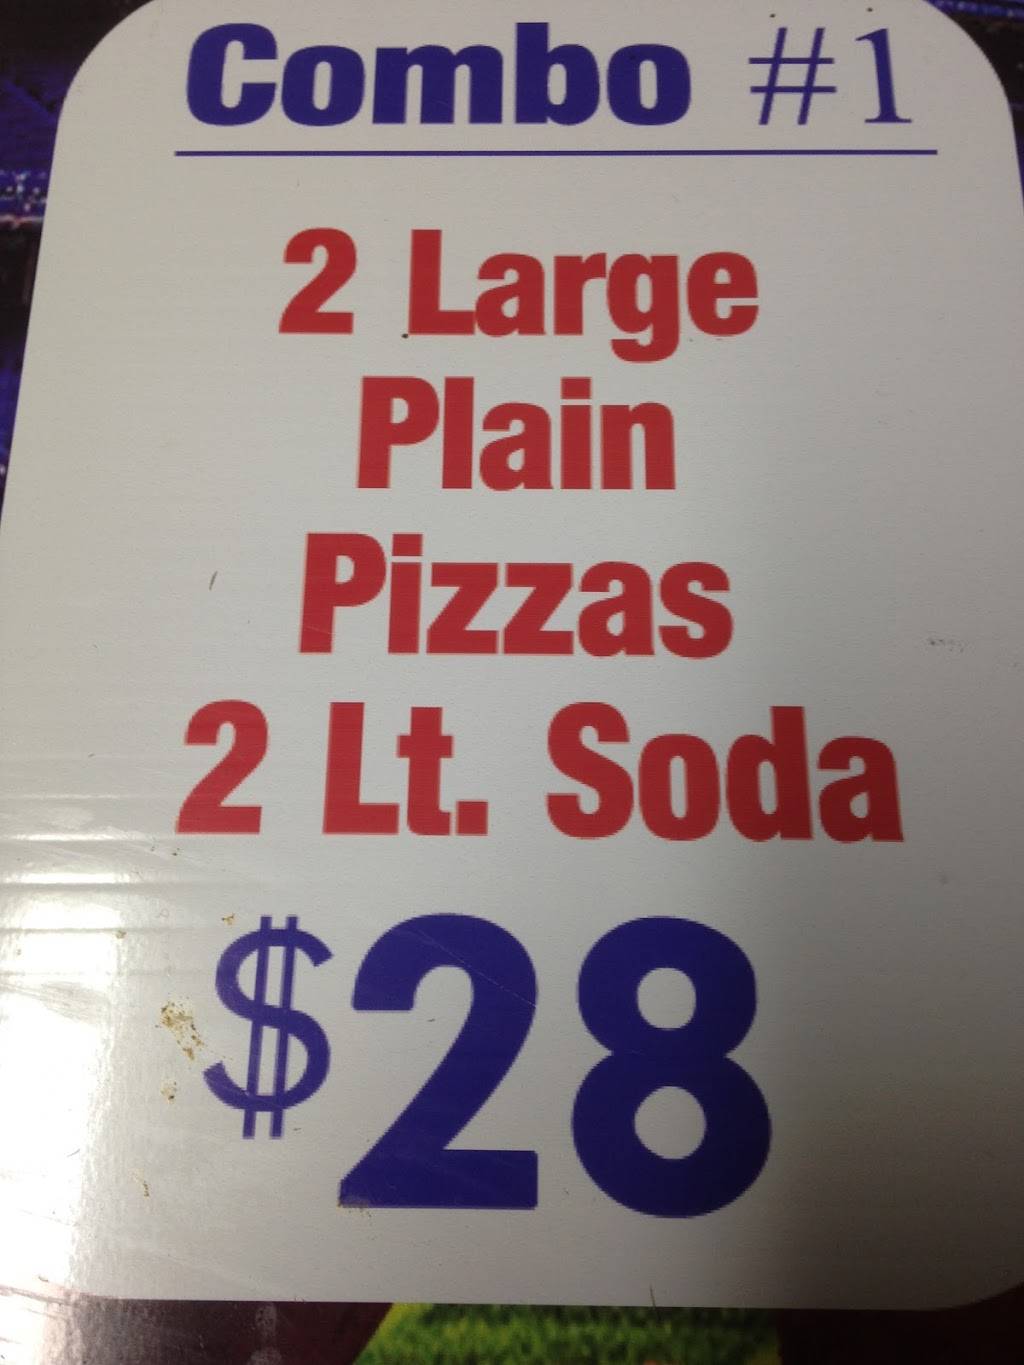 Combo #1
2 Large
Plain
Pizzas
2 Lt. Soda
$28